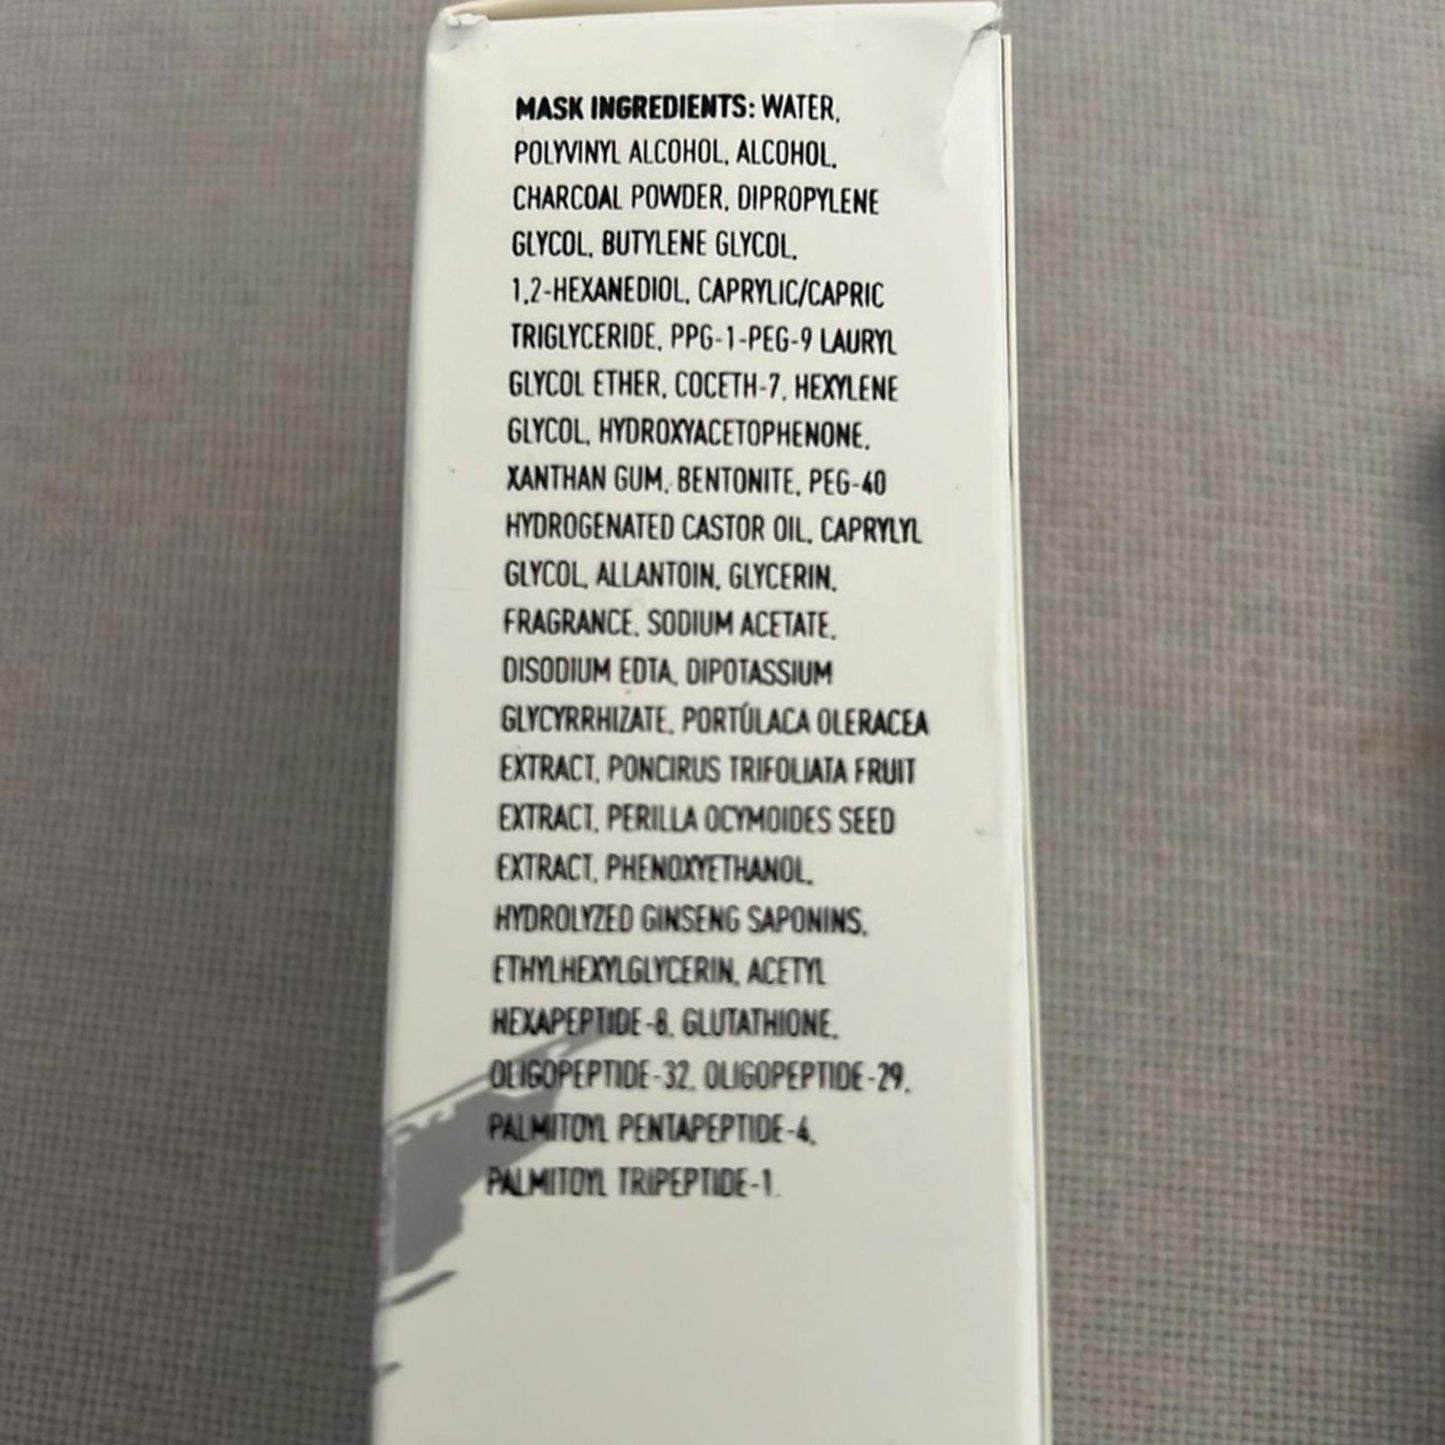 MASK INGREDIENTS: WATER,
POLYVINYL ALCOHOL, ALCOHOL,
CHARCOAL POWDER, DIPROPYLENE
GLYCOL, BUTYLENE GLYCOL,
1,2-HEXANEDIOL, CAPRYLIC/CAPRIC
TRIGLYCERIDE, PPG-1-PEG-9 LAURYL
GLYCOL ETHER, COCETH-7, HEXYLENE
GLYCOL, HYDROXYACETOPHENONE,
XANTHAN GUM, BENTONITE, PEG-40
HYDROGENATED CASTOR OIL, CAPRYLYL
GLYCOL, ALLANTOIN, GLYCERIN,
FRAGRANCE, SODIUM ACETATE,
DISODIUM EDTA, DIPOTASSIUM
GLYCYRRHIZATE, PORTÚLACA OLERACEA
EXTRACT, PONCIRUS TRIFOLIATA FRUIT
EXTRACT, PERILLA OCYMOIDES SEED
EXTRACT, PHENOXYETHANOL,
HYDROLYZED GINSENG SAPONINS,
ETHYLHEXYLGLYCERIN, ACETYL
HEXAPEPTIDE-8, GLUTATHIONE,
OLIGOPEPTIDE-32, OLIGOPEPTIDE-29,
PALMITOYL PENTAPEPTIDE-4,
PALMITOYL TRIPEPTIDE-1.